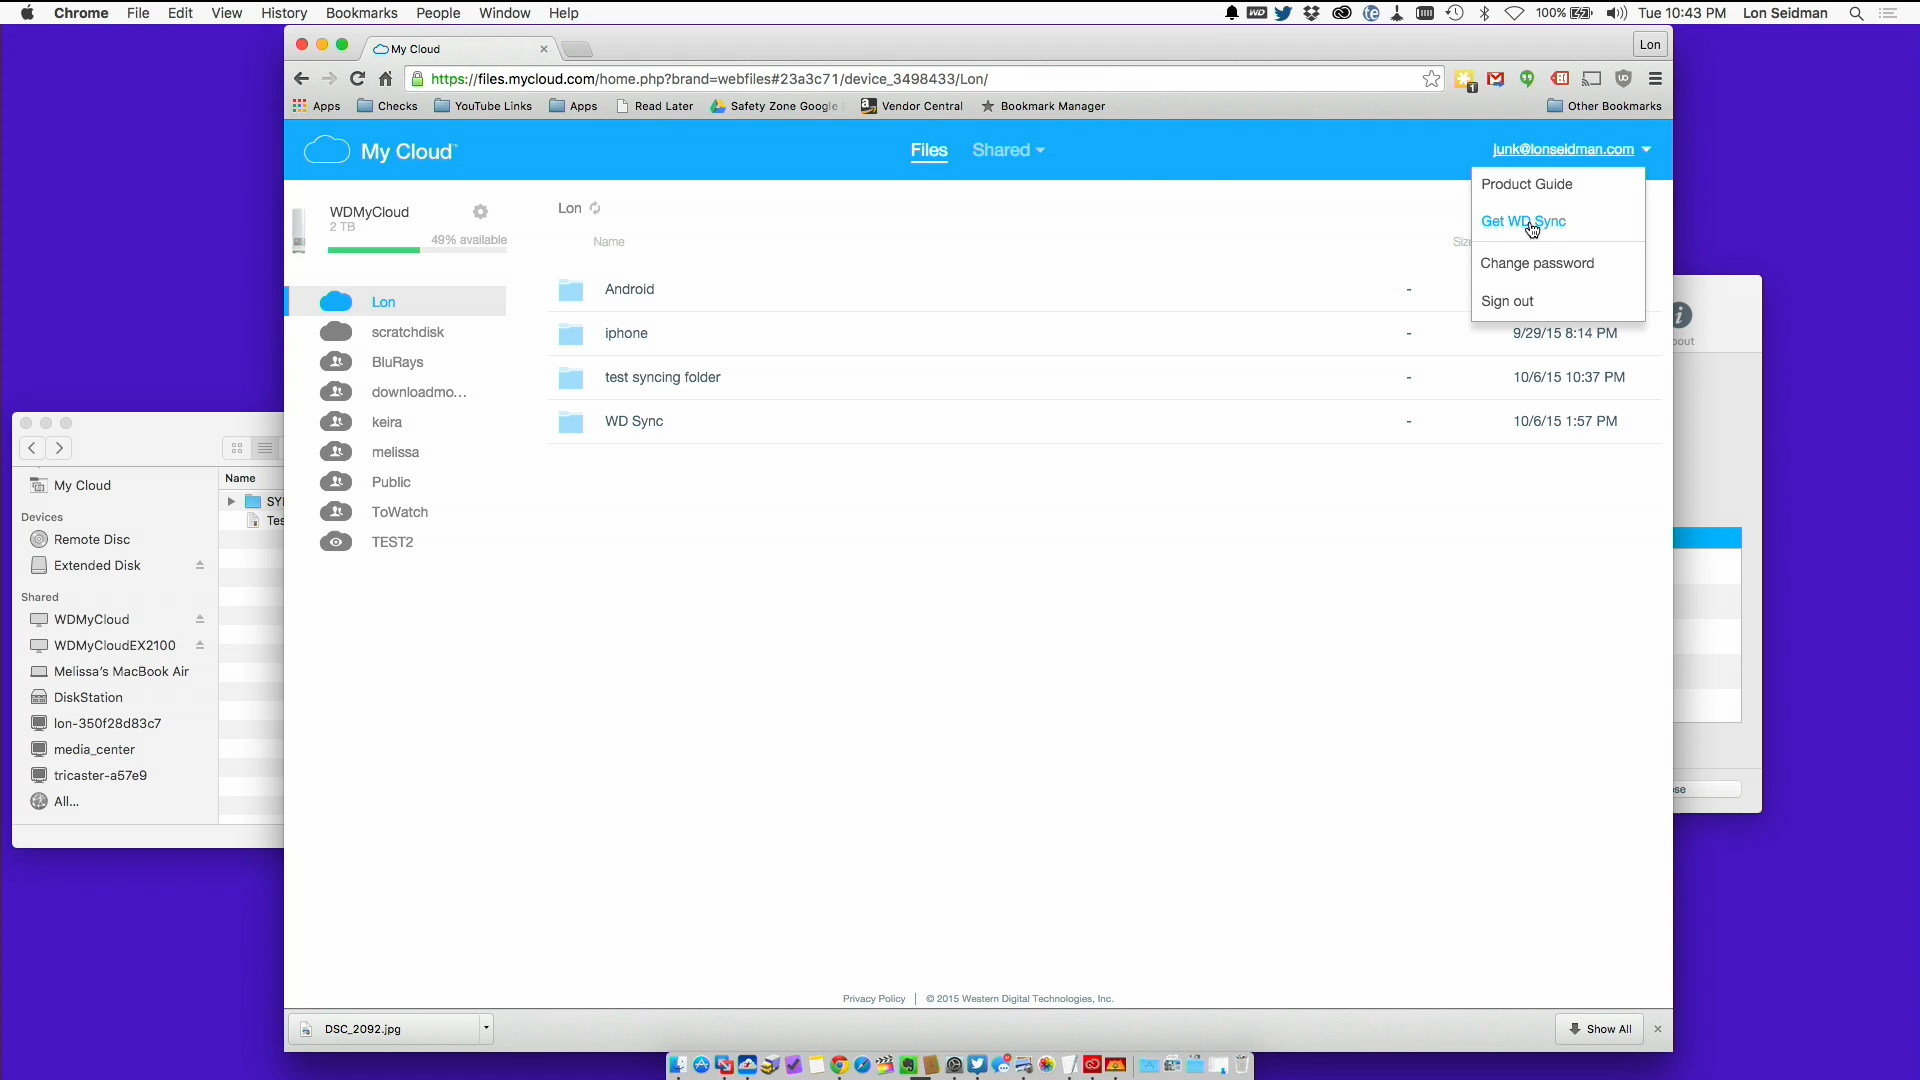 Chrome File Edit View History Bookmarks People Window Help
WD 100% Tue 10:43 PM Lon Seidman
My Cloud
Lon
https://files.mycloud.com/home.php?brand=webfiles#23a3c71/device_3498433/Lon/
Apps Checks YouTube Links Apps Read Later Safety Zone Google Vendor Central Bookmark Manager Other Bookmarks
My Cloud™ Files Shared junk@lonseidman.com
Product Guide
Get WD Sync
Change password
Sign out
WDMyCloud
2 TB
49% available
Lon
scratchdisk
BluRays
downloadmo...
keira
melissa
Public
ToWatch
TEST2
Lon
Name Size
Android -
iphone - 9/29/15 8:14 PM
test syncing folder - 10/6/15 10:37 PM
WD Sync - 10/6/15 1:57 PM
Privacy Policy | © 2015 Western Digital Technologies, Inc.
DSC_2092.jpg
Show All
My Cloud
Devices
Remote Disc
Extended Disk
Shared
WDMyCloud
WDMyCloudEX2100
Melissa's MacBook Air
DiskStation
lon-350f28d83c7
media_center
tricaster-a57e9
All...
Name